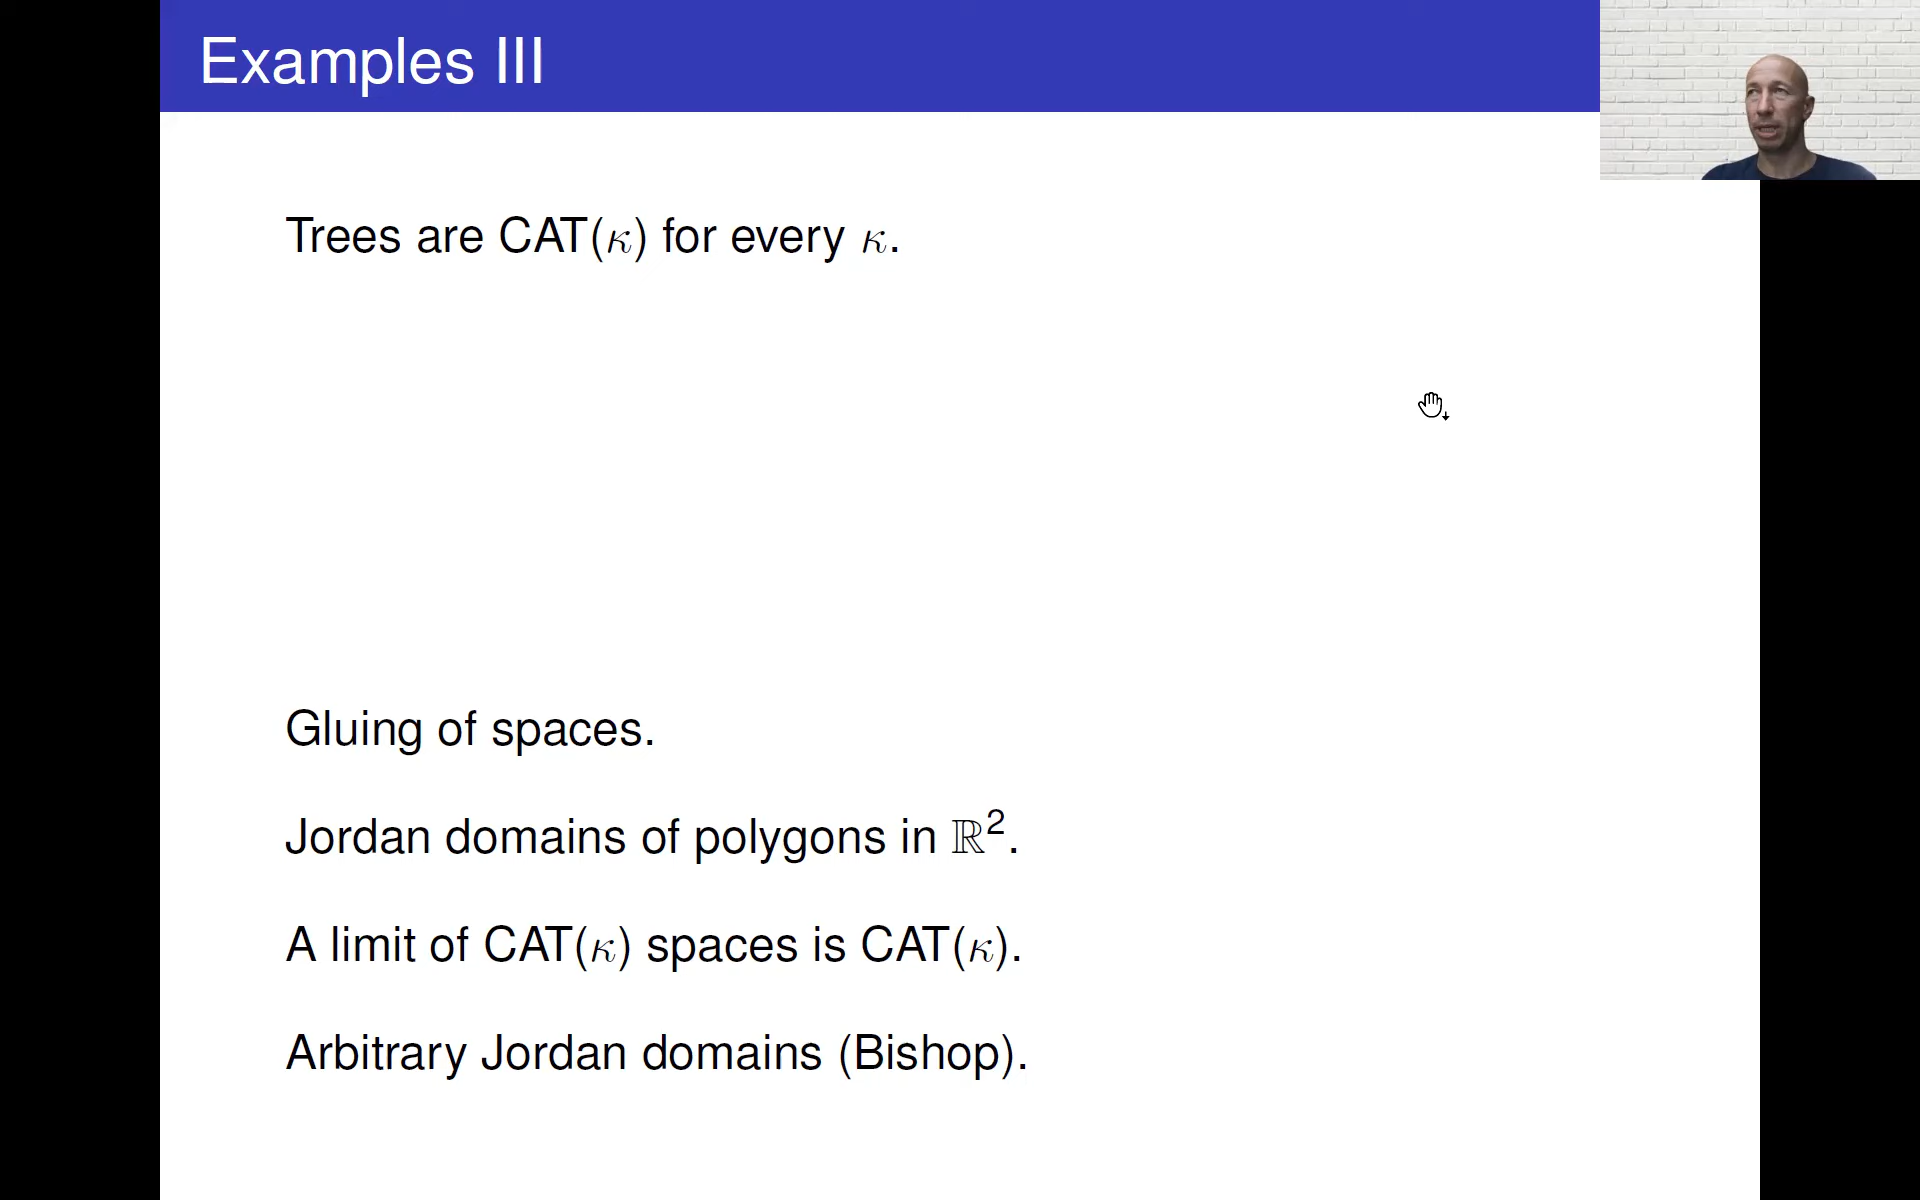 Examples III
Trees are CAT(κ) for every κ.
Gluing of spaces.
Jordan domains of polygons in ℝ².
A limit of CAT(κ) spaces is CAT(κ).
Arbitrary Jordan domains (Bishop).